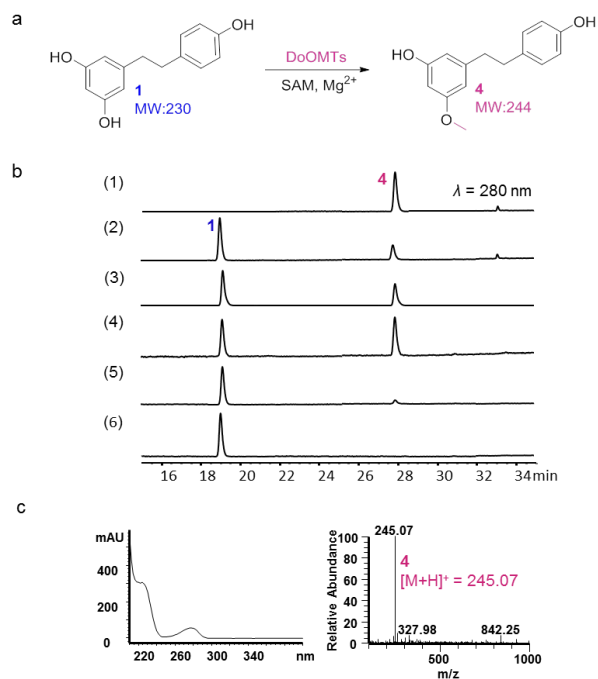 a
OH
HO
1
MW:230
OH
DoOMTs
SAM, Mg2+
OH
HO
4
MW:244
O
b
(1)
4
λ = 280 nm
(2)
1
(3)
(4)
(5)
(6)
16 18 20 22 24 26 28 30 32 34 min
c
mAU
400
200
0
220 260 300 340 nm
Relative Abundance
100
80
60
40
20
0
245.07
4
[M+H]+ = 245.07
327.98
842.25
500 1000
m/z